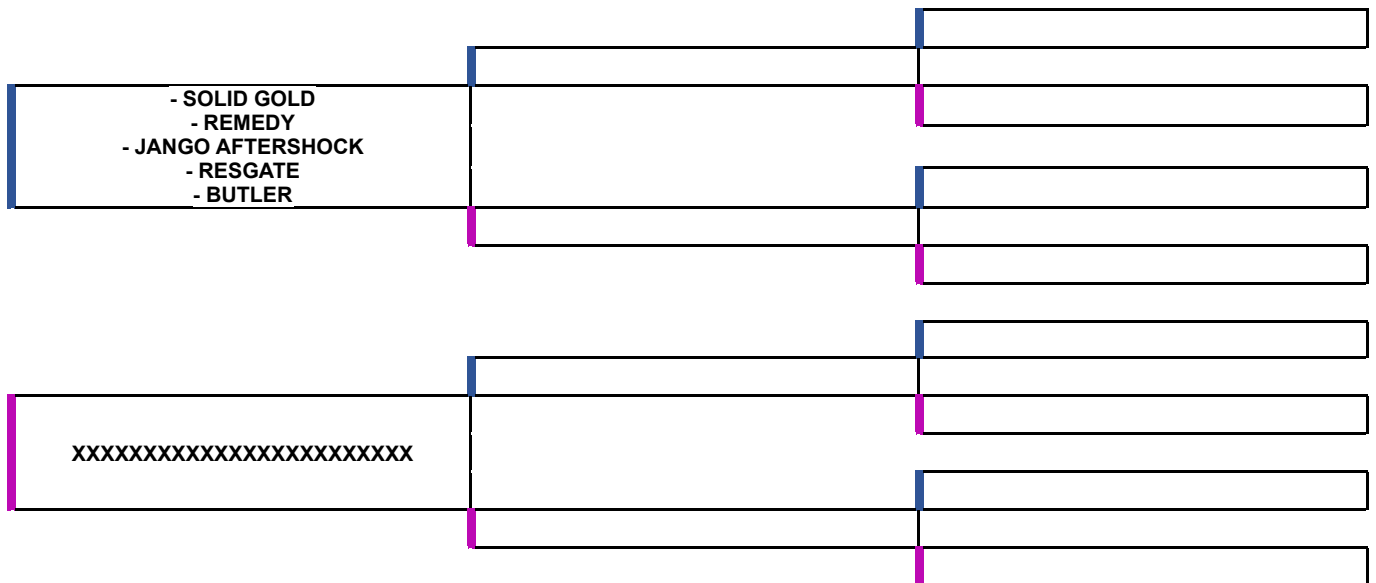 - SOLID GOLD
- REMEDY
- JANGO AFTERSHOCK
- RESGATE
- BUTLER
XXXXXXXXXXXXXXXXXXXXXXXX